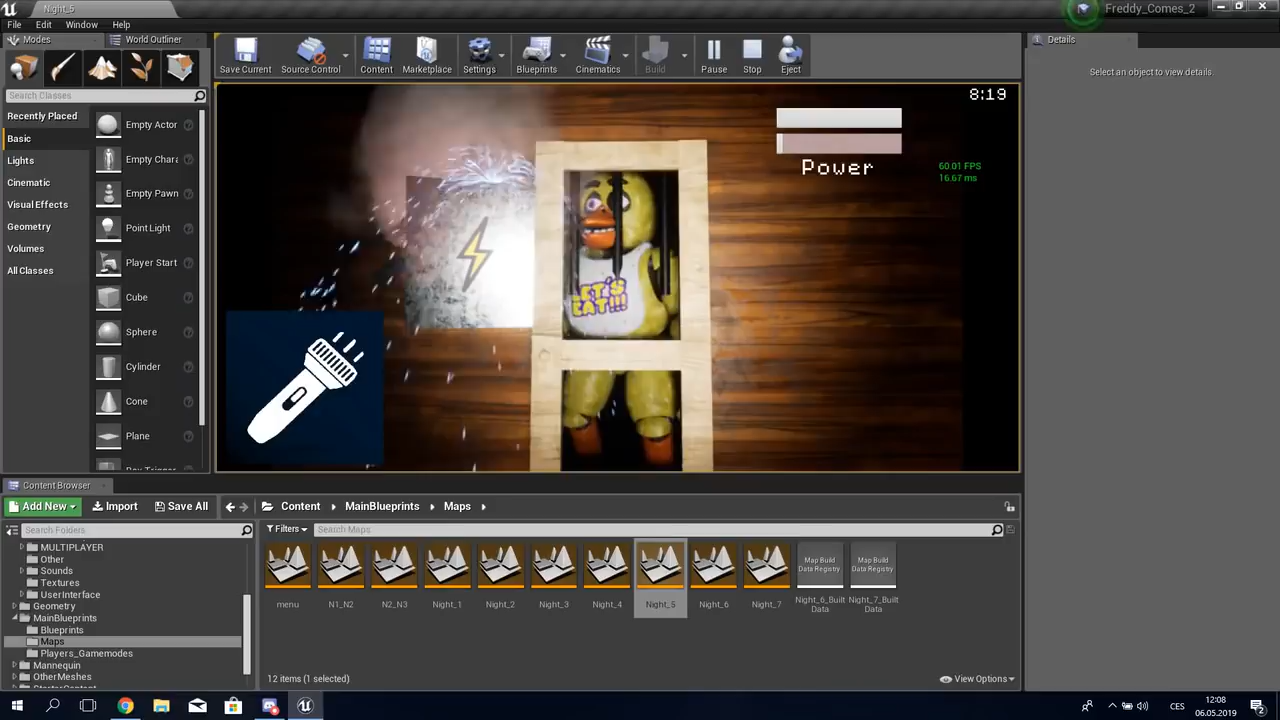 Night_5
Freddy_Comes_2
File Edit Window Help
Modes
World Outliner
Details
Save Current
Source Control
Content
Marketplace
Settings
Blueprints
Cinematics
Build
Pause
Stop
Eject
Select an object to view details
Search Classes
Recently Placed
Basic
Lights
Cinematic
Visual Effects
Geometry
Volumes
All Classes
Empty Actor
Empty Chara
Empty Pawn
Point Light
Player Start
Cube
Sphere
Cylinder
Cone
Plane
Box Trigger
8:19
Power
60.01 FPS
16.67 ms
LET'S
EAT!!!
Content Browser
Add New
Import
Save All
Content
MainBlueprints
Maps
Search Folders
Filters
Search Maps
MULTIPLAYER
Other
Sounds
Textures
UserInterface
Geometry
MainBlueprints
Blueprints
Maps
Players_Gamemodes
Mannequin
OtherMeshes
StarterContent
Map Build
Data Registry
Map Build
Data Registry
menu
N1_N2
N2_N3
Night_1
Night_2
Night_3
Night_4
Night_5
Night_6
Night_7
Night_6_Built
Data
Night_7_Built
Data
12 items (1 selected)
View Options
CES
12:08
06.05.2019
2